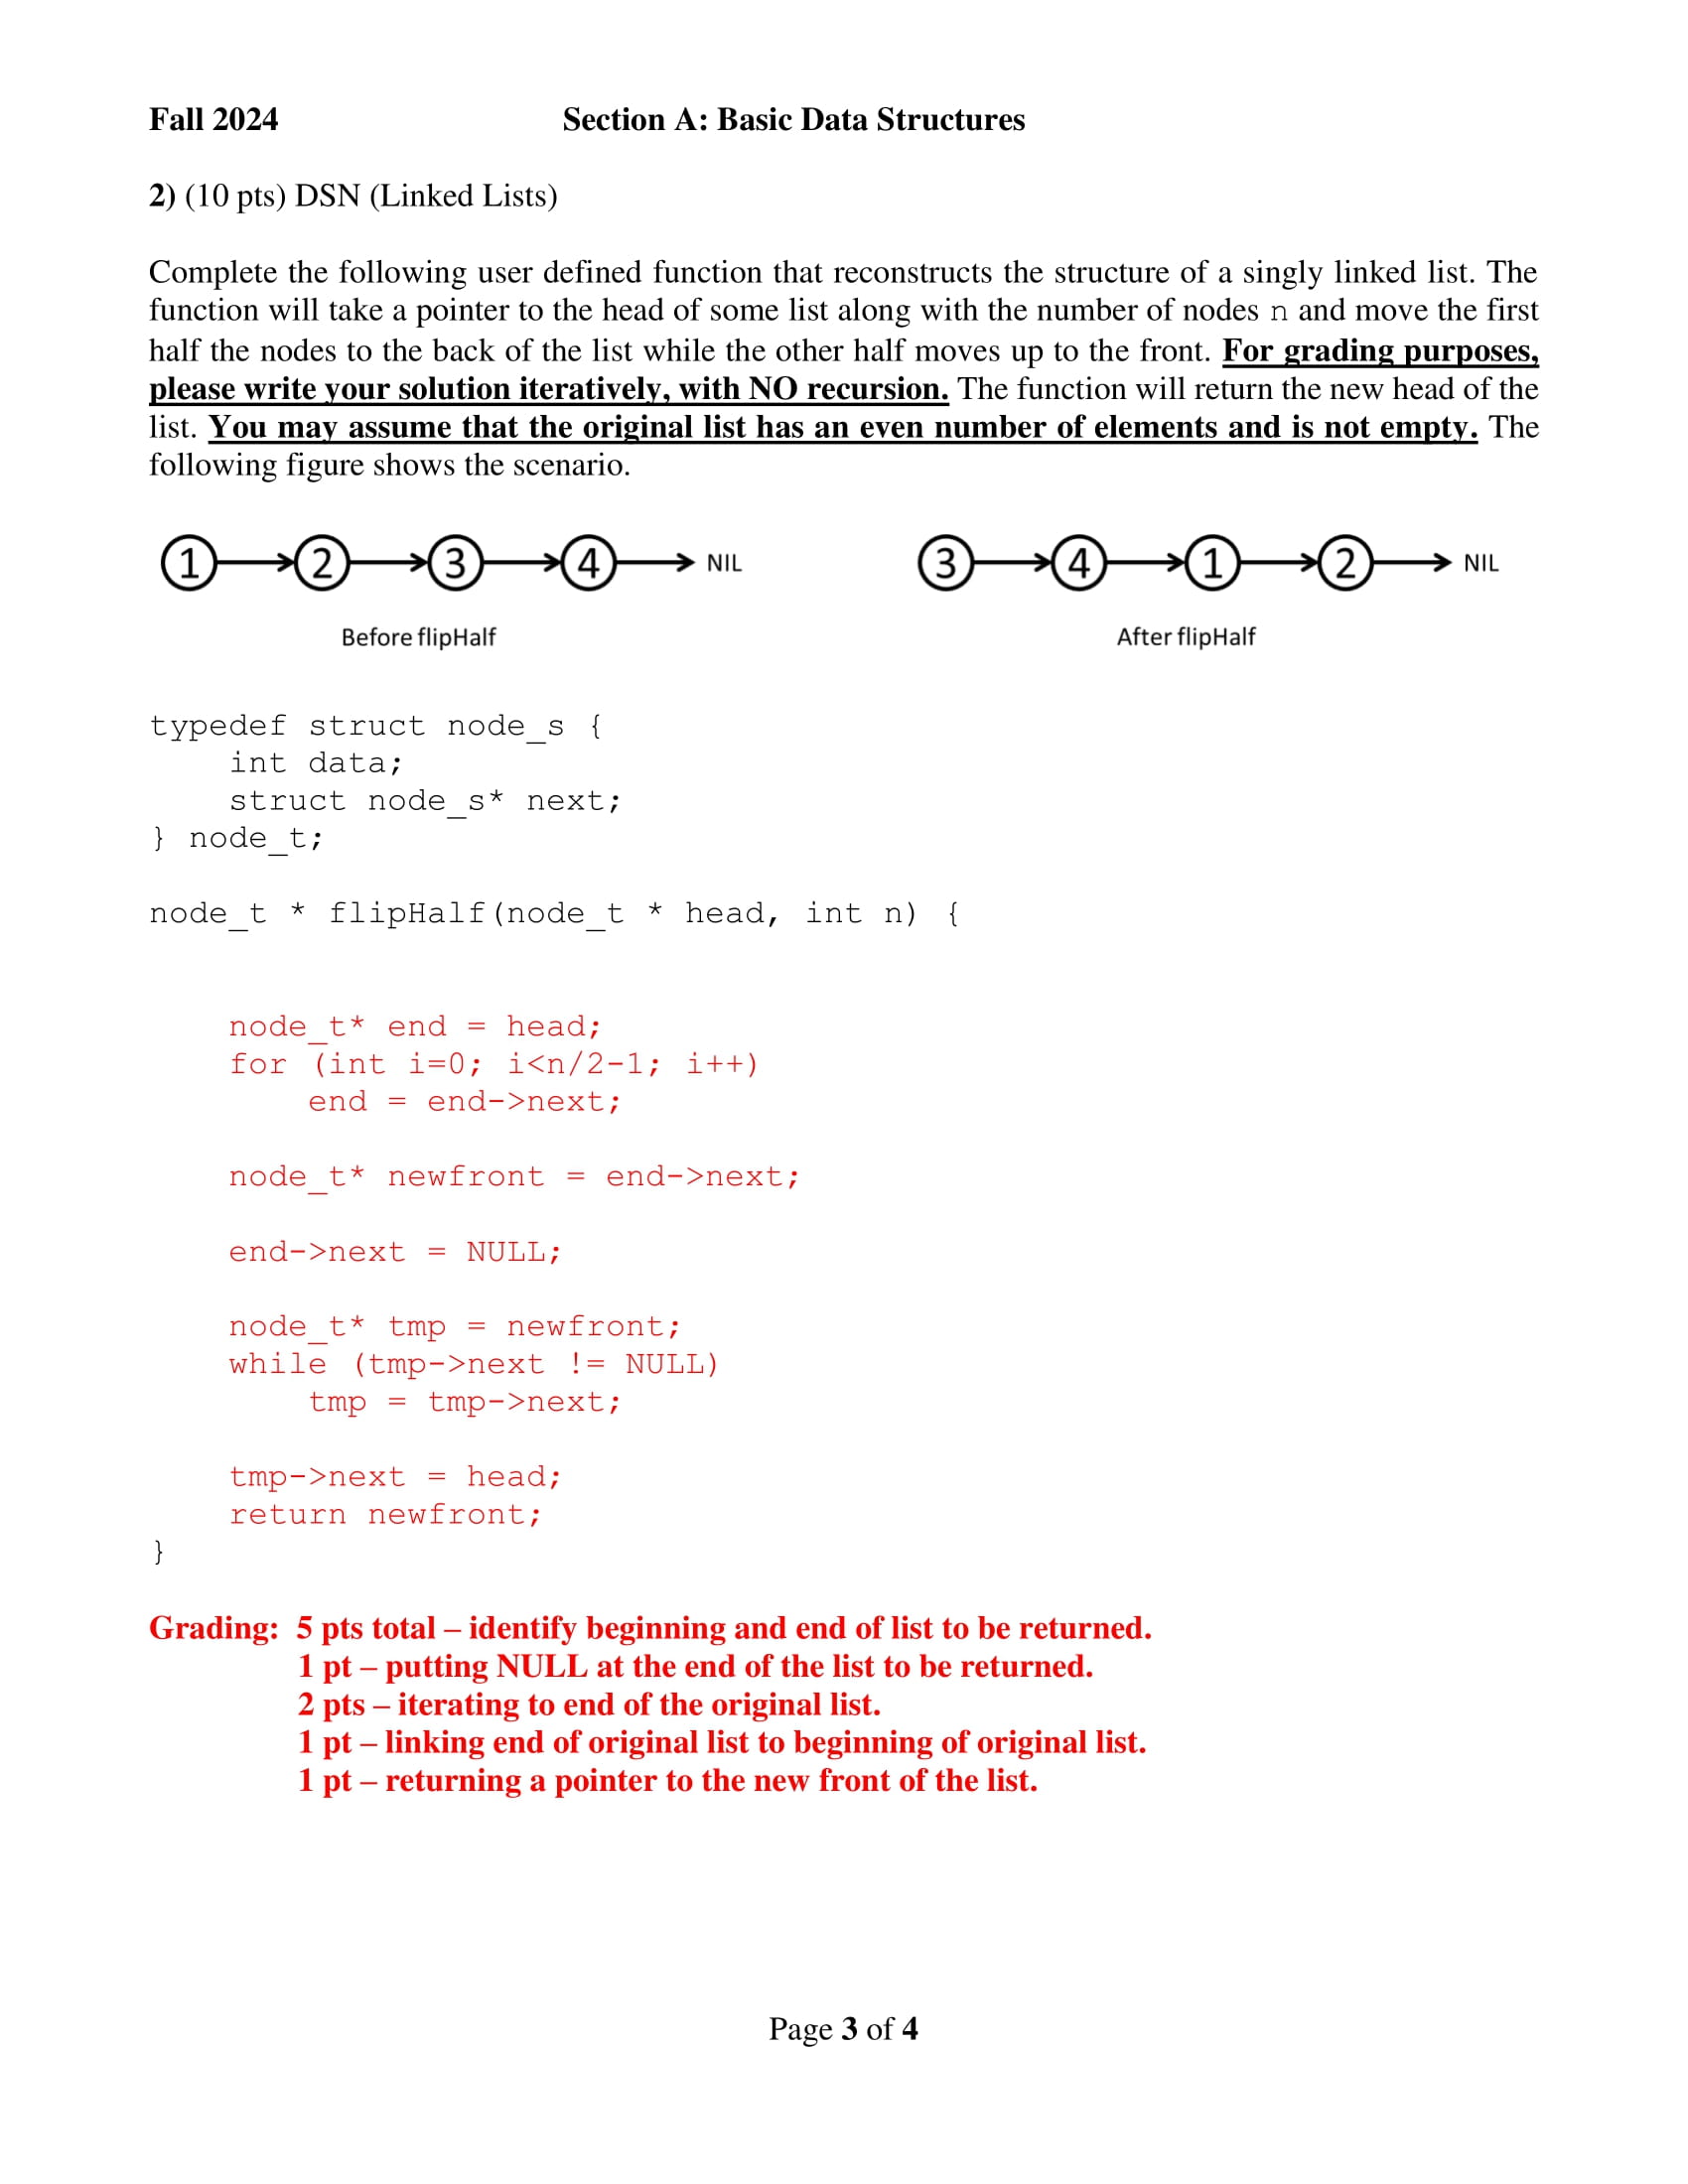 Fall 2024 Section A: Basic Data Structures
2) (10 pts) DSN (Linked Lists)
Complete the following user defined function that reconstructs the structure of a singly linked list. The
function will take a pointer to the head of some list along with the number of nodes n and move the first
half the nodes to the back of the list while the other half moves up to the front. For grading purposes,
please write your solution iteratively, with NO recursion. The function will return the new head of the
list. You may assume that the original list has an even number of elements and is not empty. The
following figure shows the scenario.
1 2 3 4 NIL 3 4 1 2 NIL
Before flipHalf After flipHalf
typedef struct node_s {
    int data;
    struct node_s* next;
} node_t;
node_t * flipHalf(node_t * head, int n) {
    node_t* end = head;
    for (int i=0; i<n/2-1; i++)
        end = end->next;
    node_t* newfront = end->next;
    end->next = NULL;
    node_t* tmp = newfront;
    while (tmp->next != NULL)
        tmp = tmp->next;
    tmp->next = head;
    return newfront;
}
Grading: 5 pts total – identify beginning and end of list to be returned.
1 pt – putting NULL at the end of the list to be returned.
2 pts – iterating to end of the original list.
1 pt – linking end of original list to beginning of original list.
1 pt – returning a pointer to the new front of the list.
Page 3 of 4